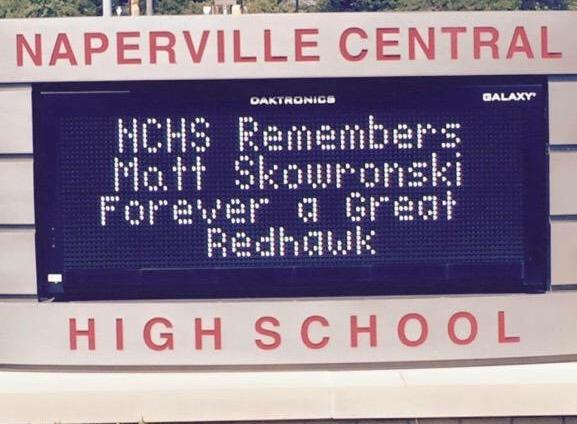 NAPERVILLE CENTRAL
DAKTRONICS GALAXY
NCHS Remembers
Matt Skowronski
Forever a Great
Redhawk
HIGH SCHOOL